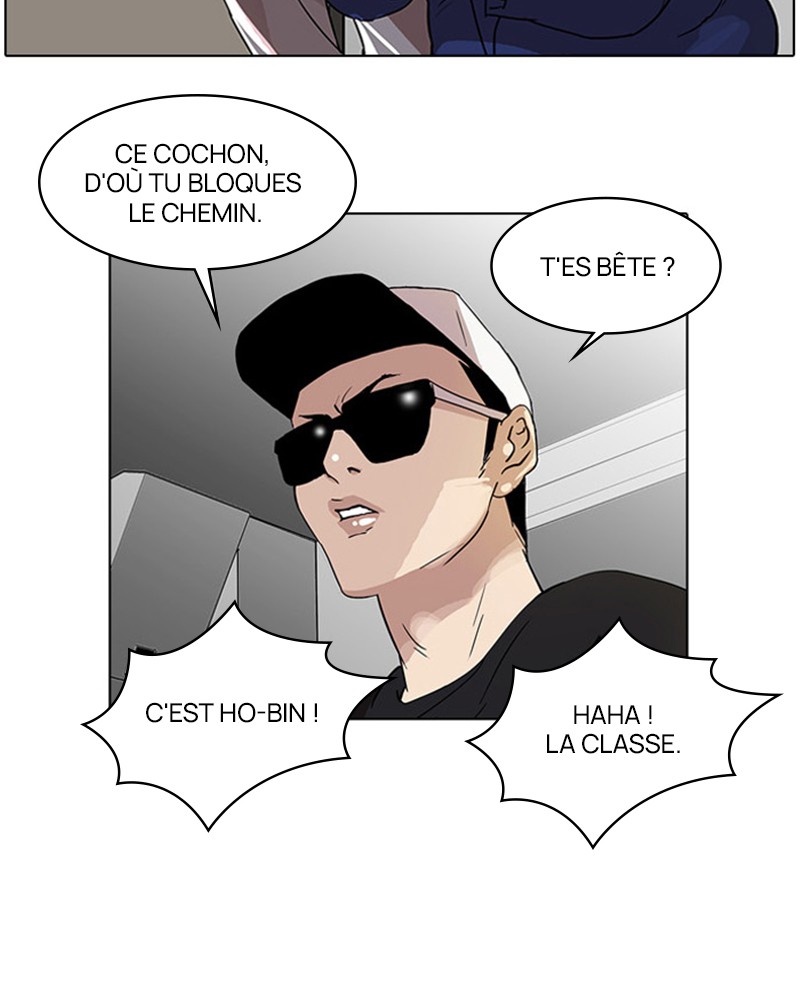 CE COCHON,
D'OÙ TU BLOQUES
LE CHEMIN.
T'ES BÊTE ?
C'EST HO-BIN !
HAHA !
LA CLASSE.